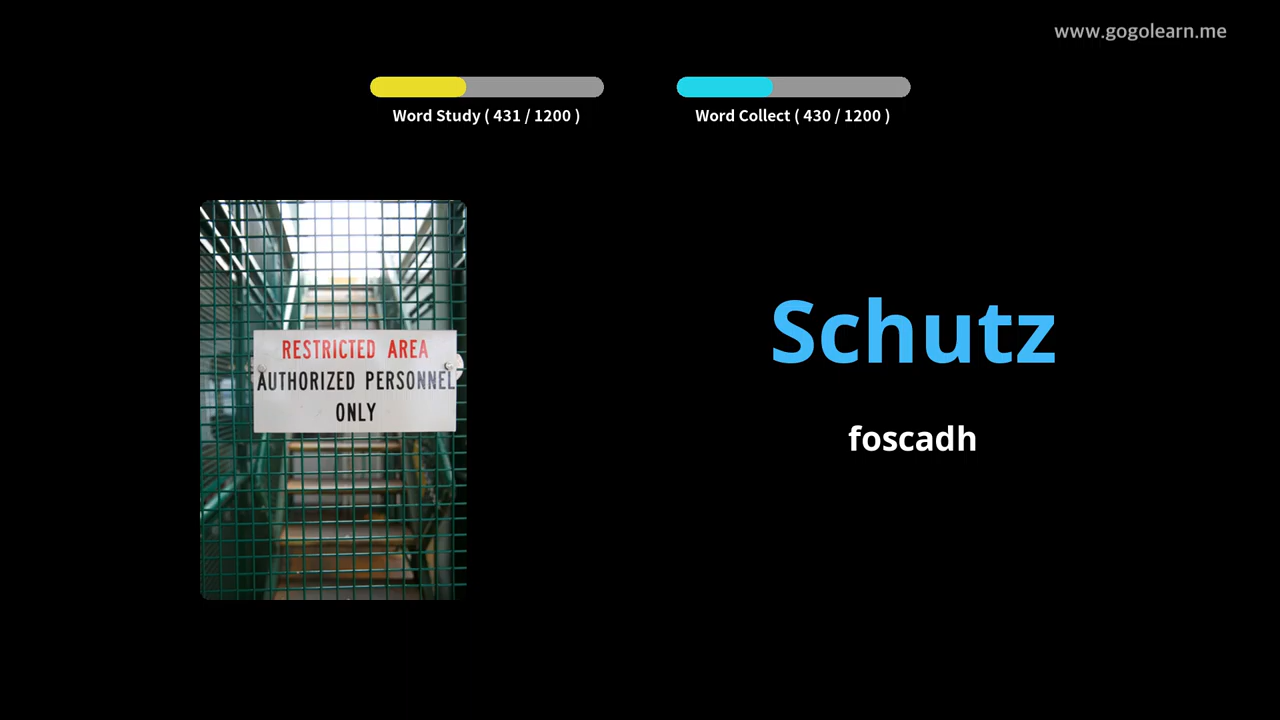 www.gogolearn.me
Word Study ( 431 / 1200 )
Word Collect ( 430 / 1200 )
RESTRICTED AREA
AUTHORIZED PERSONNEL
ONLY
Schutz
foscadh